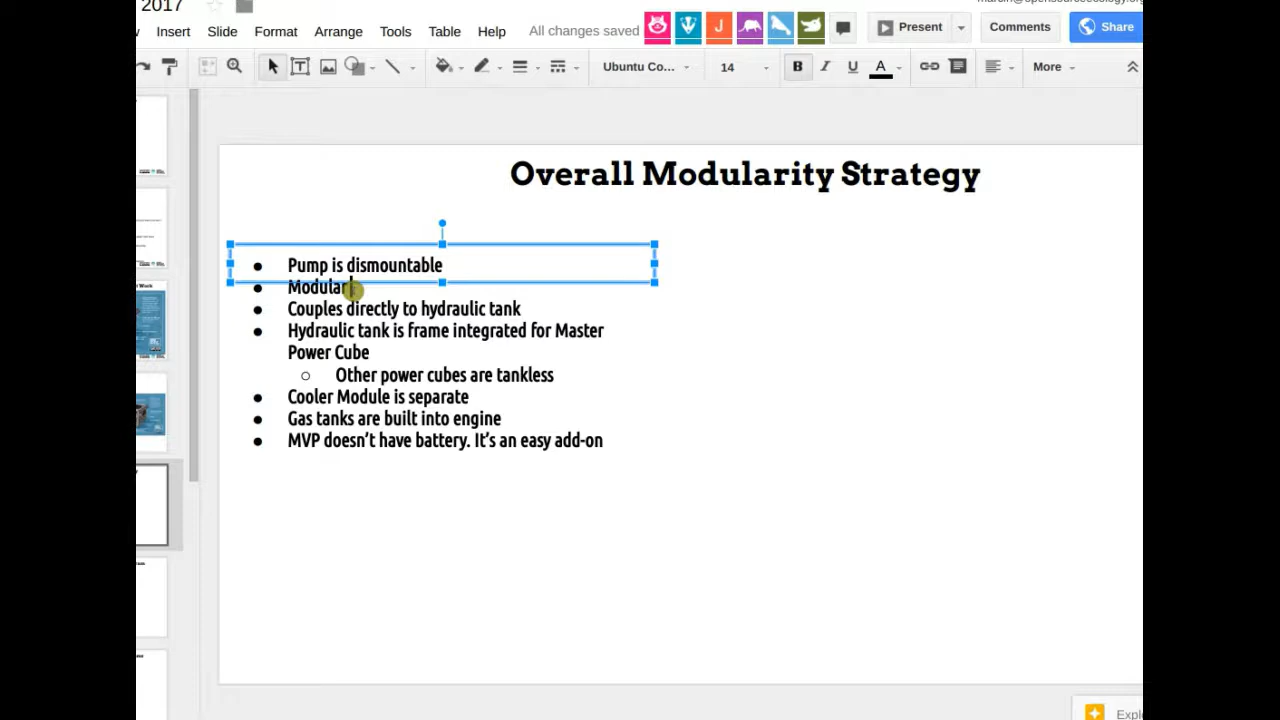 2017
Insert Slide Format Arrange Tools Table Help All changes saved J Present Comments Share
Ubuntu Co... 14 B I U A More
Overall Modularity Strategy
● Pump is dismountable
● Modular
● Couples directly to hydraulic tank
● Hydraulic tank is frame integrated for Master
Power Cube
○ Other power cubes are tankless
● Cooler Module is separate
● Gas tanks are built into engine
● MVP doesn’t have battery. It’s an easy add-on